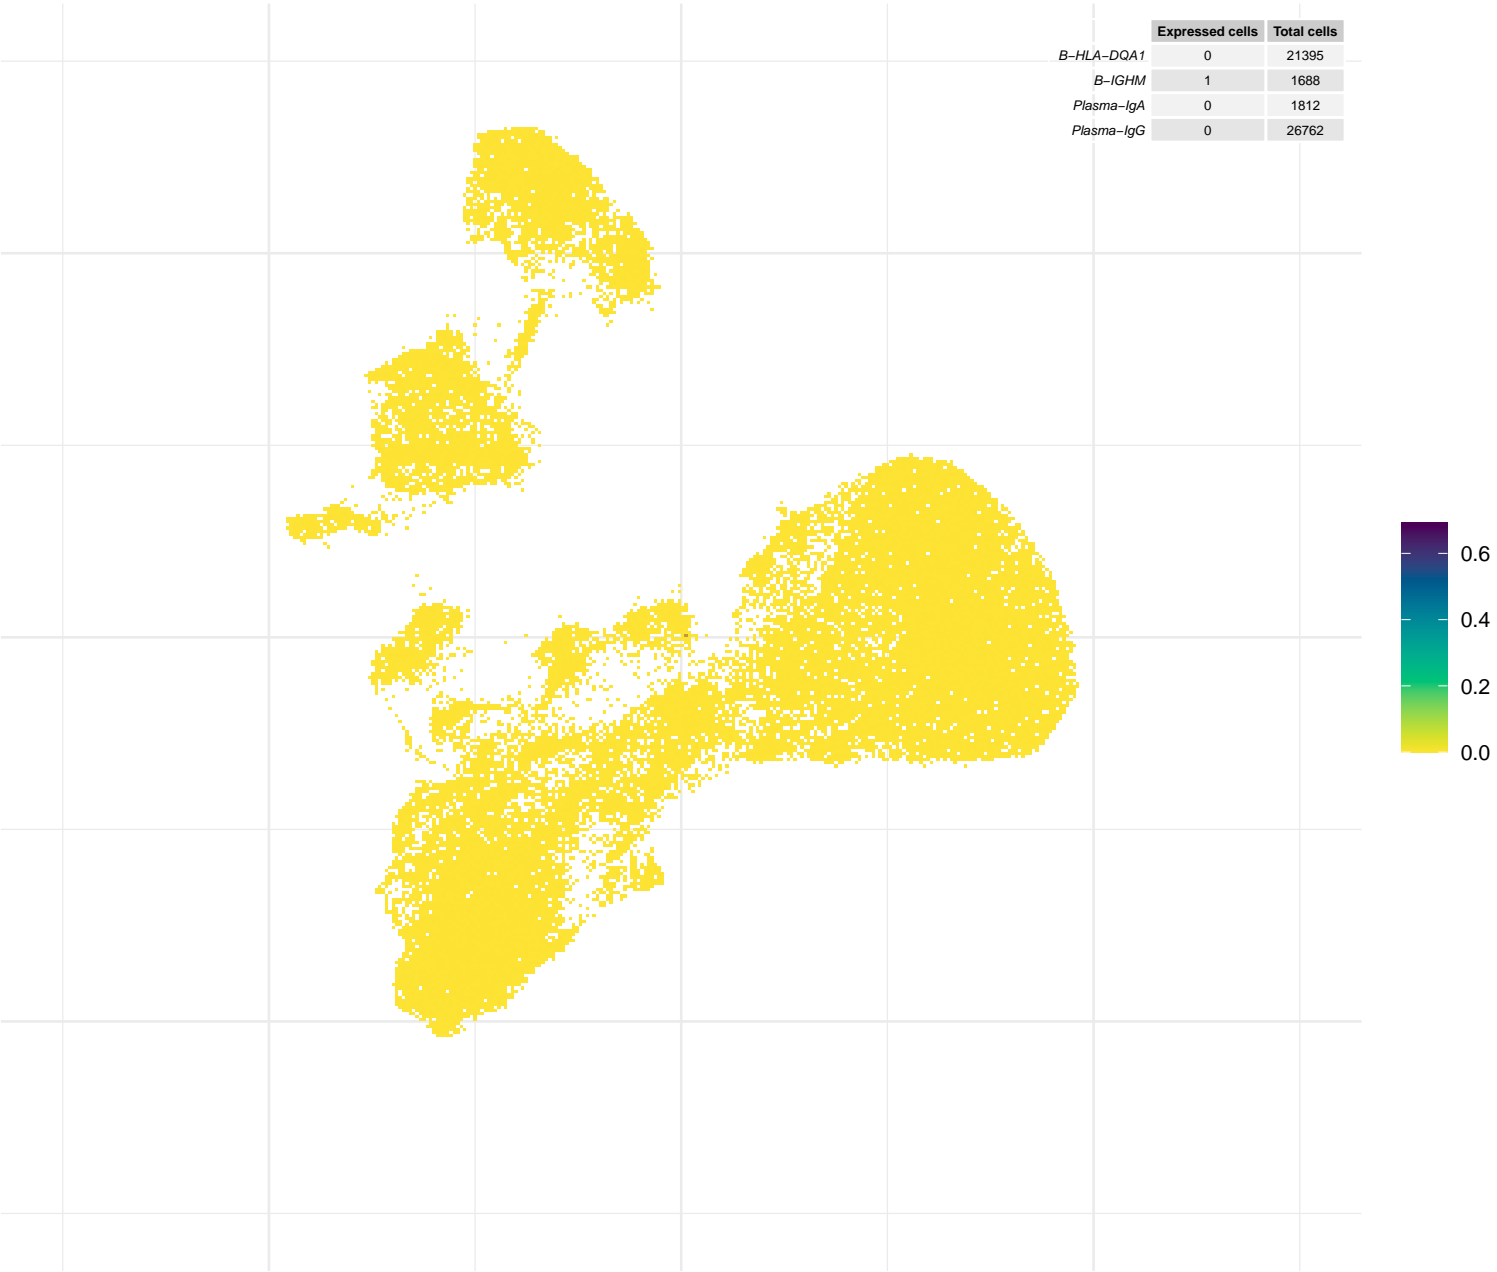 Expressed cells Total cells
B−HLA−DQA1 0 21395
B−IGHM 1 1688
Plasma−IgA 0 1812
Plasma−IgG 0 26762
0.6
0.4
0.2
0.0